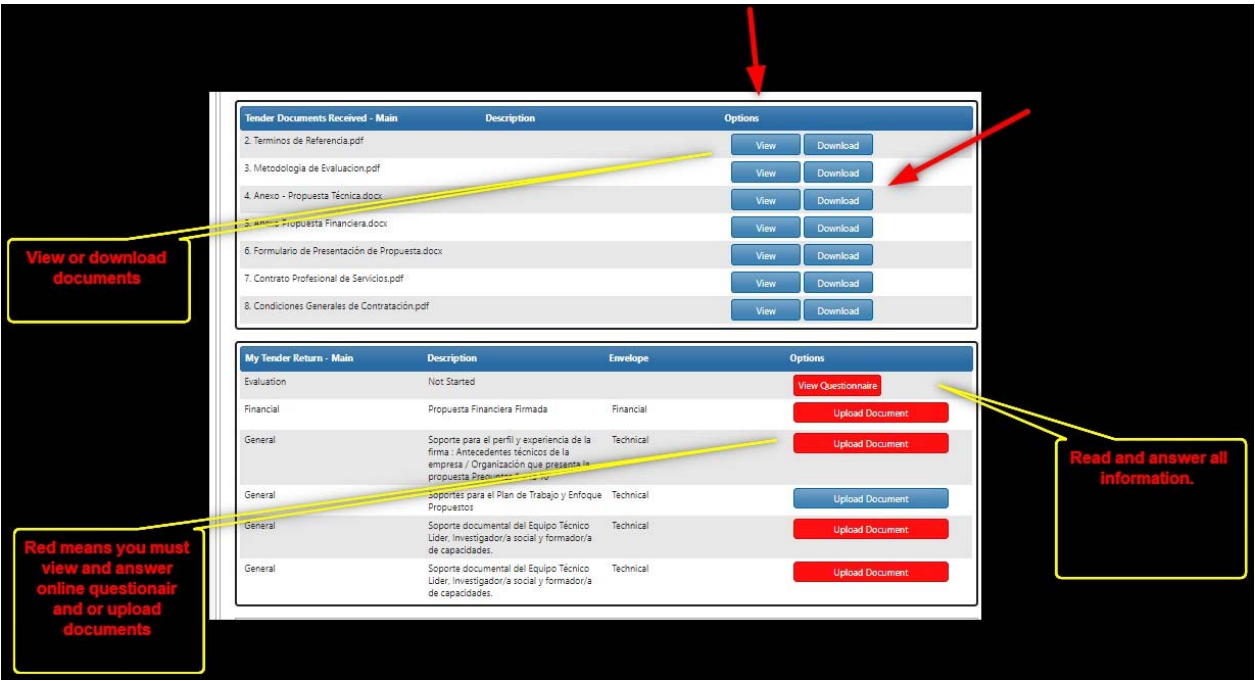 Tender Documents Received - Main Description Options
2. Terminos de Referencia.pdf View Download
3. Metodologia de Evaluacion.pdf View Download
4. Anexo - Propuesta Técnica.docx View Download
5. Anexo Propuesta Financiera.docx View Download
6. Formulario de Presentación de Propuesta.docx View Download
7. Contrato Profesional de Servicios.pdf View Download
8. Condiciones Generales de Contratación.pdf View Download
View or download
documents
My Tender Return - Main Description Envelope Options
Evaluation Not Started View Questionnaire
Financial Propuesta Financiera Firmada Financial Upload Document
General Soporte para el perfil y experiencia de la Technical Upload Document
firma : Antecedentes técnicos de la
empresa / Organización que presenta la
propuesta Preguntas
General Soportes para el Plan de Trabajo y Enfoque Technical Upload Document
Propuestos
General Soporte documental del Equipo Técnico Technical Upload Document
Lider, Investigador/a social y formador/a
de capacidades.
General Soporte documental del Equipo Técnico Technical Upload Document
Lider, Investigador/a social y formador/a
de capacidades.
Read and answer all
information.
Red means you must
view and answer
online questionair
and or upload
documents